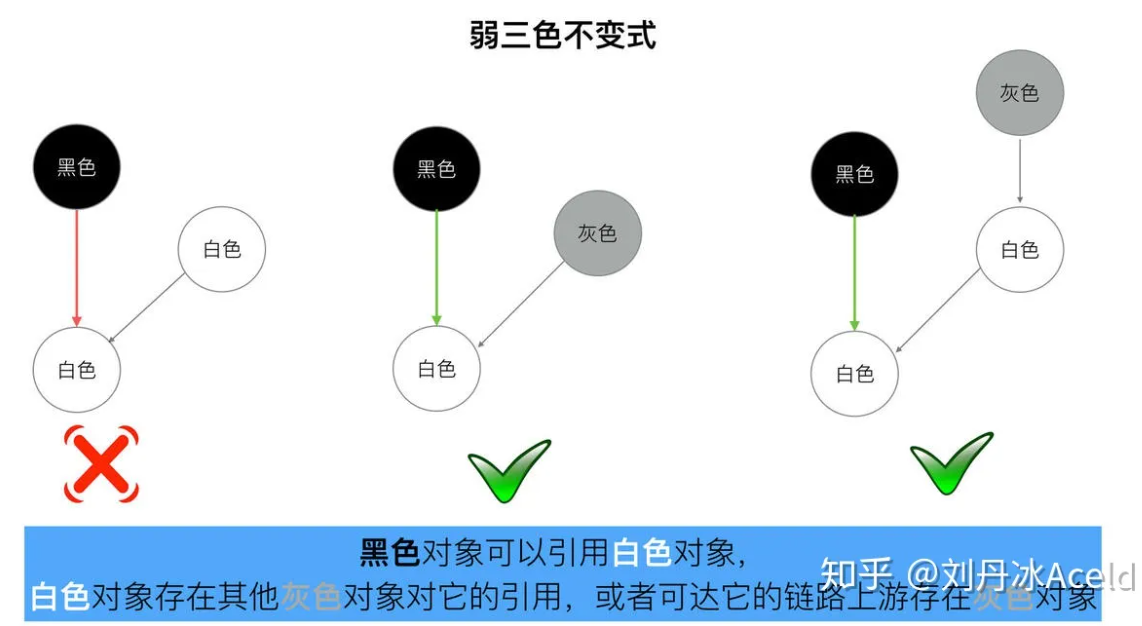 弱三色不变式
灰色
黑色
黑色
黑色
灰色
白色
白色
白色
白色
白色
黑色对象可以引用白色对象，
知乎 @刘丹冰Aceld
白色对象存在其他灰色对象对它的引用，或者可达它的链路上游存在灰色对象